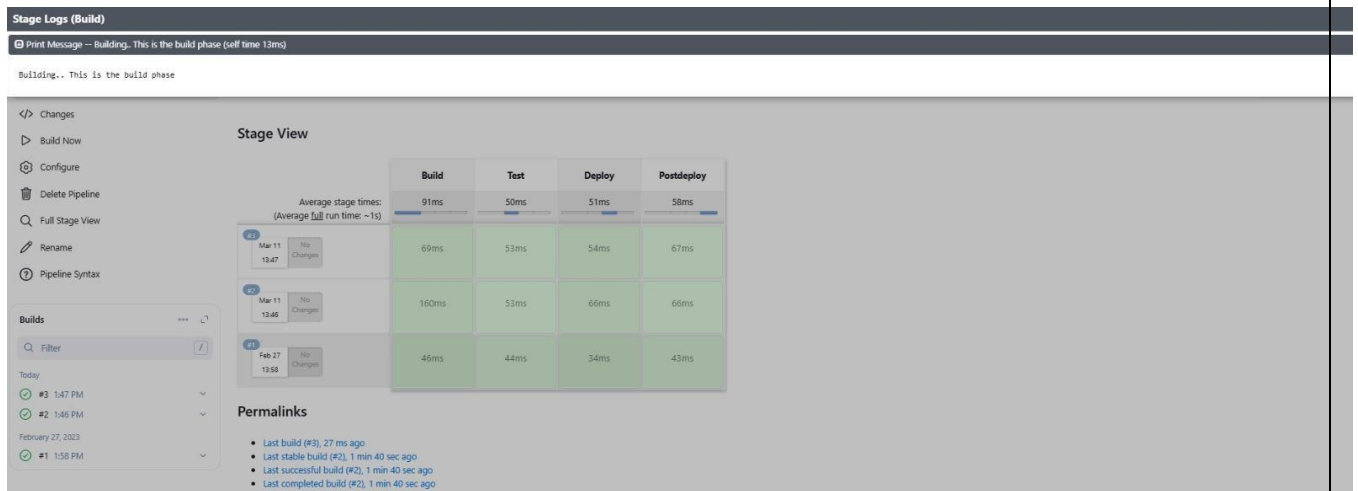 Stage Logs (Build)
Print Message -- Building.. This is the build phase (self time 13ms)
Building.. This is the build phase
</> Changes
Build Now
Configure
Delete Pipeline
Full Stage View
Rename
Pipeline Syntax
Builds
Filter
/
Today
#3 1:47 PM
#2 1:46 PM
February 27, 2023
#1 1:58 PM
Stage View
Build Test Deploy Postdeploy
Average stage times: 91ms 50ms 51ms 58ms
(Average full run time: ~1s)
#3
Mar 11 No
13:47 Changes
69ms 53ms 54ms 67ms
#2
Mar 11 No
13:46 Changes
160ms 53ms 66ms 66ms
#1
Feb 27 No
13:58 Changes
46ms 44ms 34ms 43ms
Permalinks
Last build (#3), 27 ms ago
Last stable build (#2), 1 min 40 sec ago
Last successful build (#2), 1 min 40 sec ago
Last completed build (#2), 1 min 40 sec ago